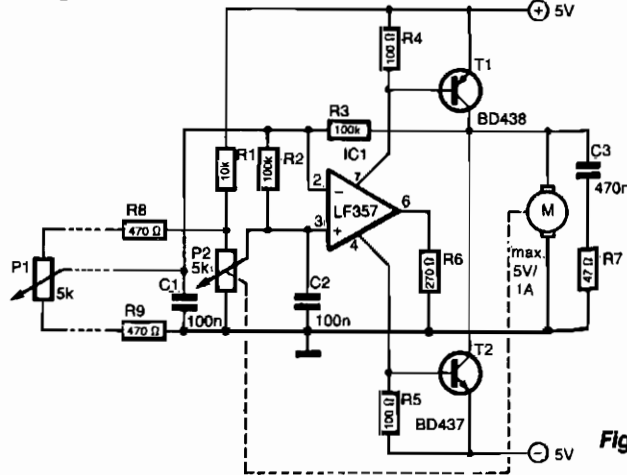 + 5V
R4
100 Ω
T1
BD438
R3
100k
IC1
C3
470n
R1
10k
R2
100k
2
−
7
LF357
6
3
+
4
M
R8
470 Ω
P1
5k
P2
5k
R6
270 Ω
max.
5V/
1A
R7
47 Ω
C1
100n
C2
100n
R9
470 Ω
T2
R5
100 Ω
BD437
− 5V
Fig